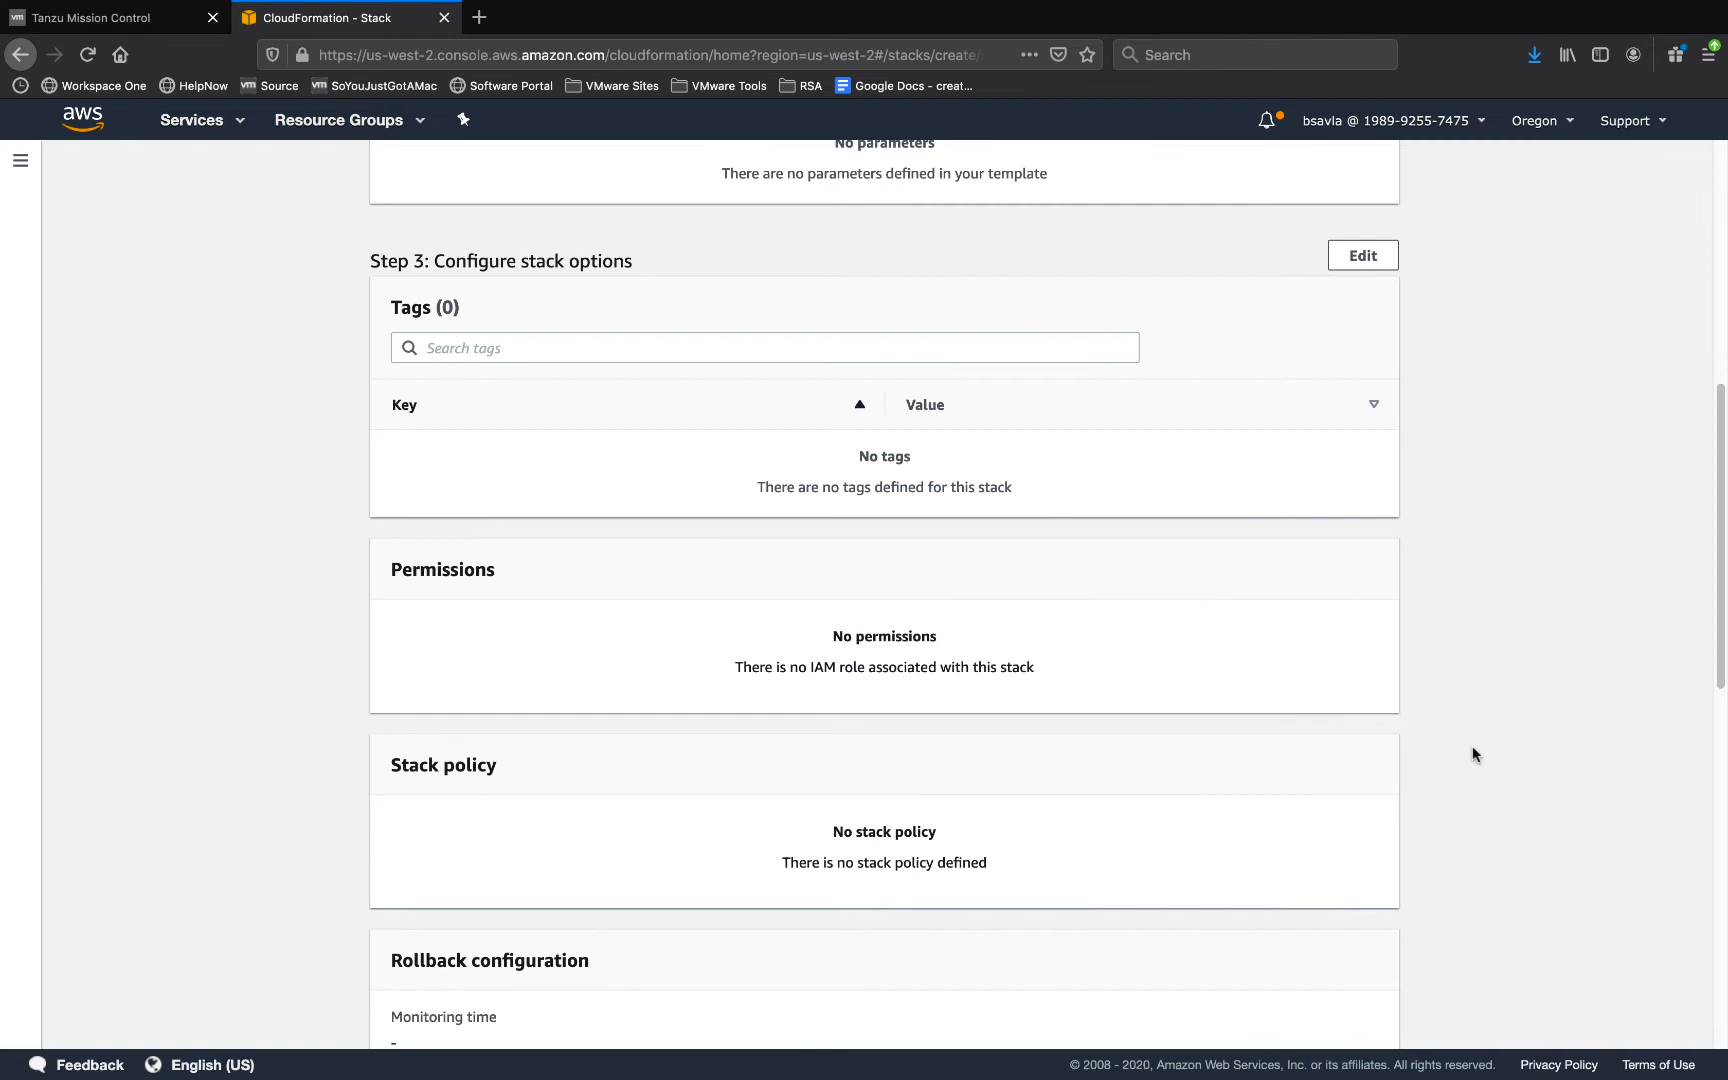 vm Tanzu Mission Control
CloudFormation - Stack
https://us-west-2.console.aws.amazon.com/cloudformation/home?region=us-west-2#/stacks/create/
Search
Workspace One
HelpNow
vm Source
vm SoYouJustGotAMac
Software Portal
VMware Sites
VMware Tools
RSA
Google Docs - creat...
aws
Services
Resource Groups
bsavla @ 1989-9255-7475
Oregon
Support
No parameters
There are no parameters defined in your template
Step 3: Configure stack options
Edit
Tags (0)
Search tags
Key
Value
No tags
There are no tags defined for this stack
Permissions
No permissions
There is no IAM role associated with this stack
Stack policy
No stack policy
There is no stack policy defined
Rollback configuration
Monitoring time
-
Feedback
English (US)
© 2008 - 2020, Amazon Web Services, Inc. or its affiliates. All rights reserved.
Privacy Policy
Terms of Use